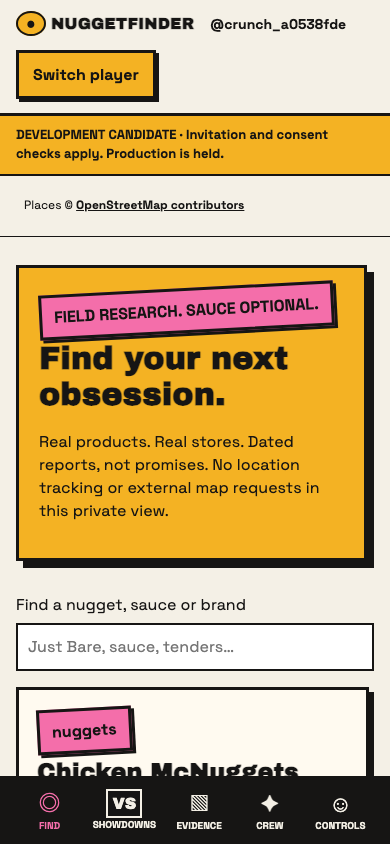 NUGGETFINDER @crunch_a0538fde
Switch player
DEVELOPMENT CANDIDATE · Invitation and consent
checks apply. Production is held.
Places © OpenStreetMap contributors
FIELD RESEARCH. SAUCE OPTIONAL.
Find your next
obsession.
Real products. Real stores. Dated
reports, not promises. No location
tracking or external map requests in
this private view.
Find a nugget, sauce or brand
Just Bare, sauce, tenders…
nuggets
Chicken McNuggets
VS
FIND SHOWDOWNS EVIDENCE CREW CONTROLS